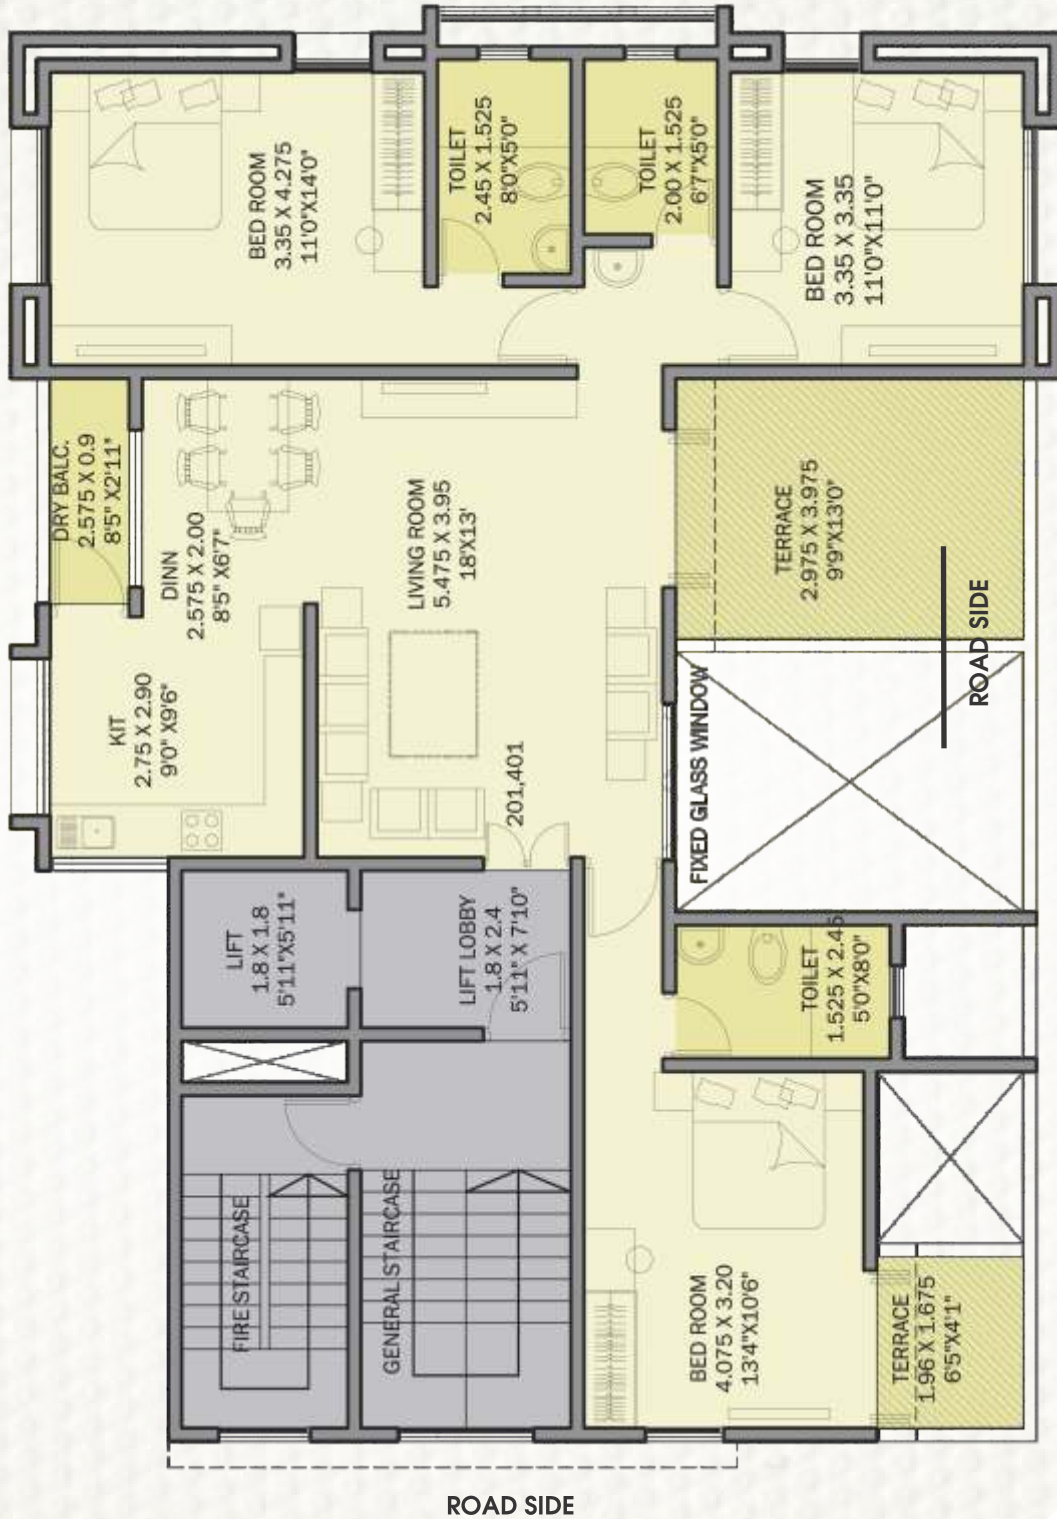 BED ROOM
3.35 X 4.275
11'0"X14'0"
TOILET
2.45 X 1.525
8'0"X5'0"
TOILET
2.00 X 1.525
6'7"X5'0"
BED ROOM
3.35 X 3.35
11'0"X11'0"
DRY BALC.
2.575 X 0.9
8'5" X2'11"
DINN
2.575 X 2.00
8'5" X6'7"
LIVING ROOM
5.475 X 3.95
18'X13'
TERRACE
2.975 X 3.975
9'9"X13'0"
ROAD SIDE
KIT
2.75 X 2.90
9'0" X9'6"
201,401
FIXED GLASS WINDOW
LIFT
1.8 X 1.8
5'11"X5'11"
LIFT LOBBY
1.8 X 2.4
5'11" X 7'10"
TOILET
1.525 X 2.45
5'0"X8'0"
FIRE STAIRCASE
GENERAL STAIRCASE
BED ROOM
4.075 X 3.20
13'4"X10'6"
TERRACE
1.96 X 1.675
6'5"X4'1"
ROAD SIDE